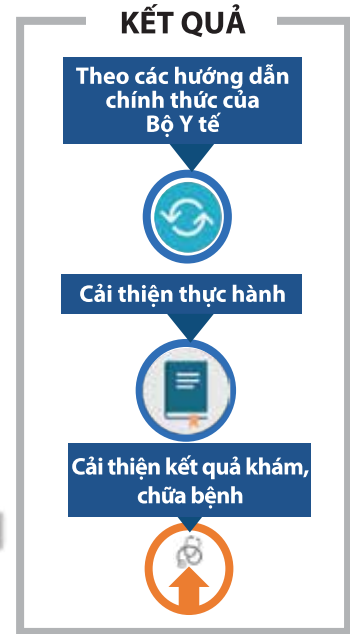 KẾT QUẢ
Theo các hướng dẫn
chính thức của
Bộ Y tế
Cải thiện thực hành
Cải thiện kết quả khám,
chữa bệnh